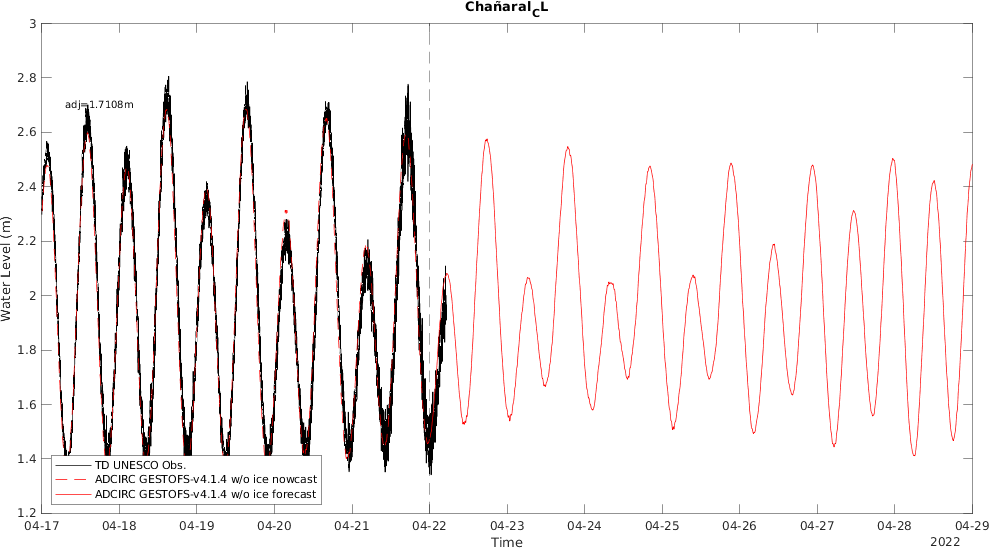 Chañaral_CL
3
2.8
2.6
2.4
2.2
2
1.8
1.6
1.4
1.2
Water Level (m)
adj=1.7108m
TD UNESCO Obs.
ADCIRC GESTOFS-v4.1.4 w/o ice nowcast
ADCIRC GESTOFS-v4.1.4 w/o ice forecast
04-17 04-18 04-19 04-20 04-21 04-22 04-23 04-24 04-25 04-26 04-27 04-28 04-29
Time
2022